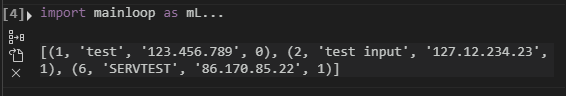 [4] import mainloop as mL...
[(1, 'test', '123.456.789', 0), (2, 'test input', '127.12.234.23',
1), (6, 'SERVTEST', '86.170.85.22', 1)]